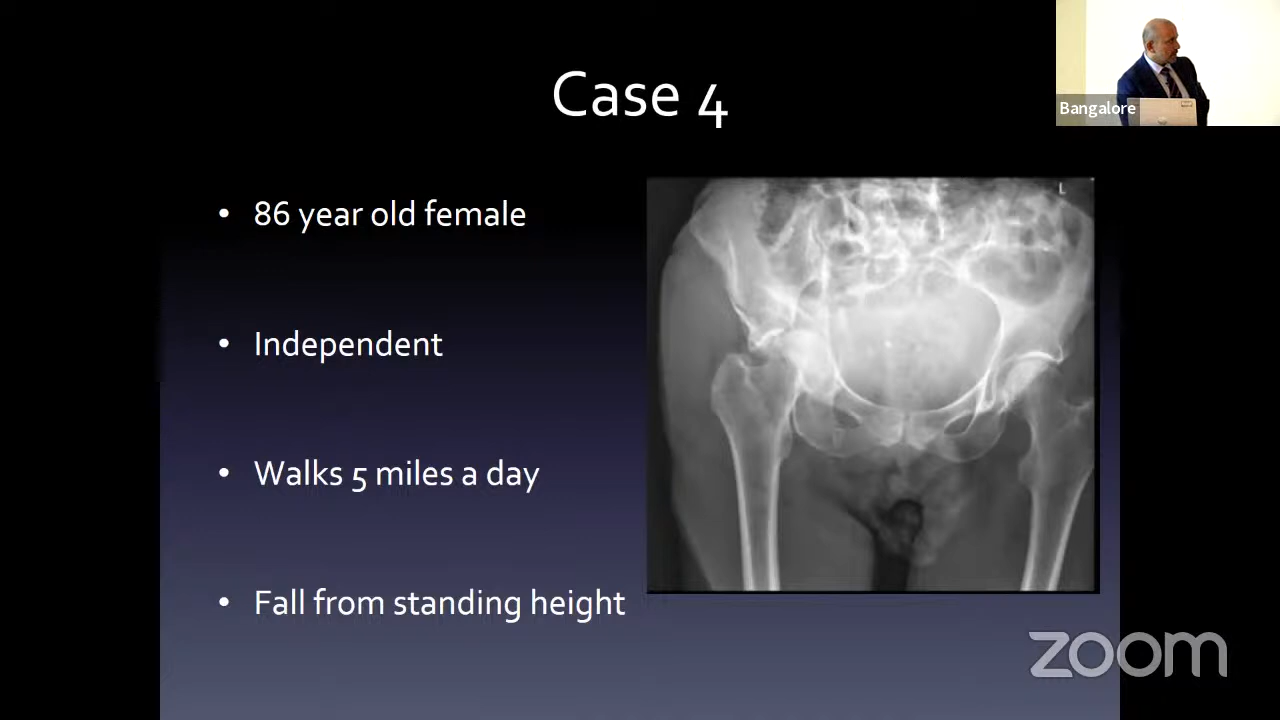 Case 4
Bangalore
• 86 year old female
L
• Independent
• Walks 5 miles a day
• Fall from standing height
zoom